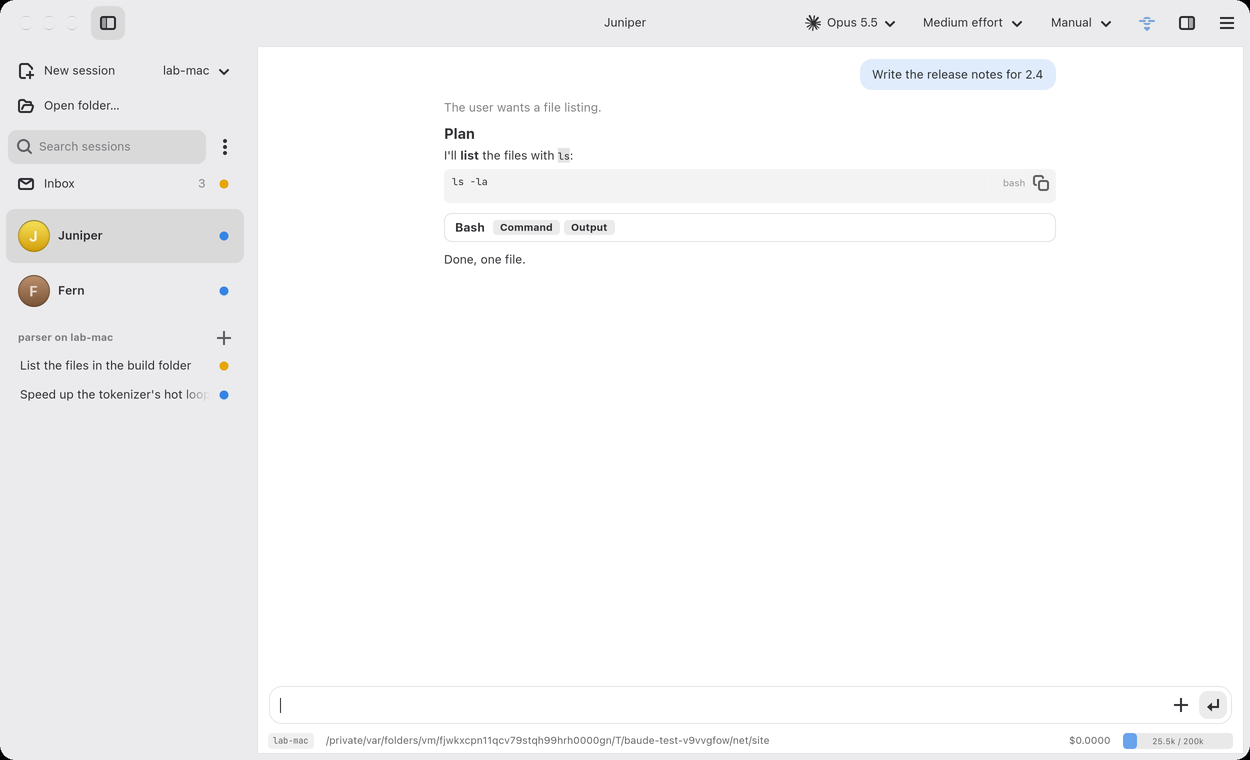 Juniper
Opus 5.5
Medium effort
Manual
New session
lab-mac
Open folder...
Search sessions
Inbox
3
J
Juniper
F
Fern
parser on lab-mac
List the files in the build folder
Speed up the tokenizer's hot loop
Write the release notes for 2.4
The user wants a file listing.
Plan
I'll list the files with ls:
ls -la
bash
Bash Command Output
Done, one file.
lab-mac /private/var/folders/vm/fjwkxcpn11qcv79stqh99hrh0000gn/T/baude-test-v9vvgfow/net/site
$0.0000
25.5k / 200k